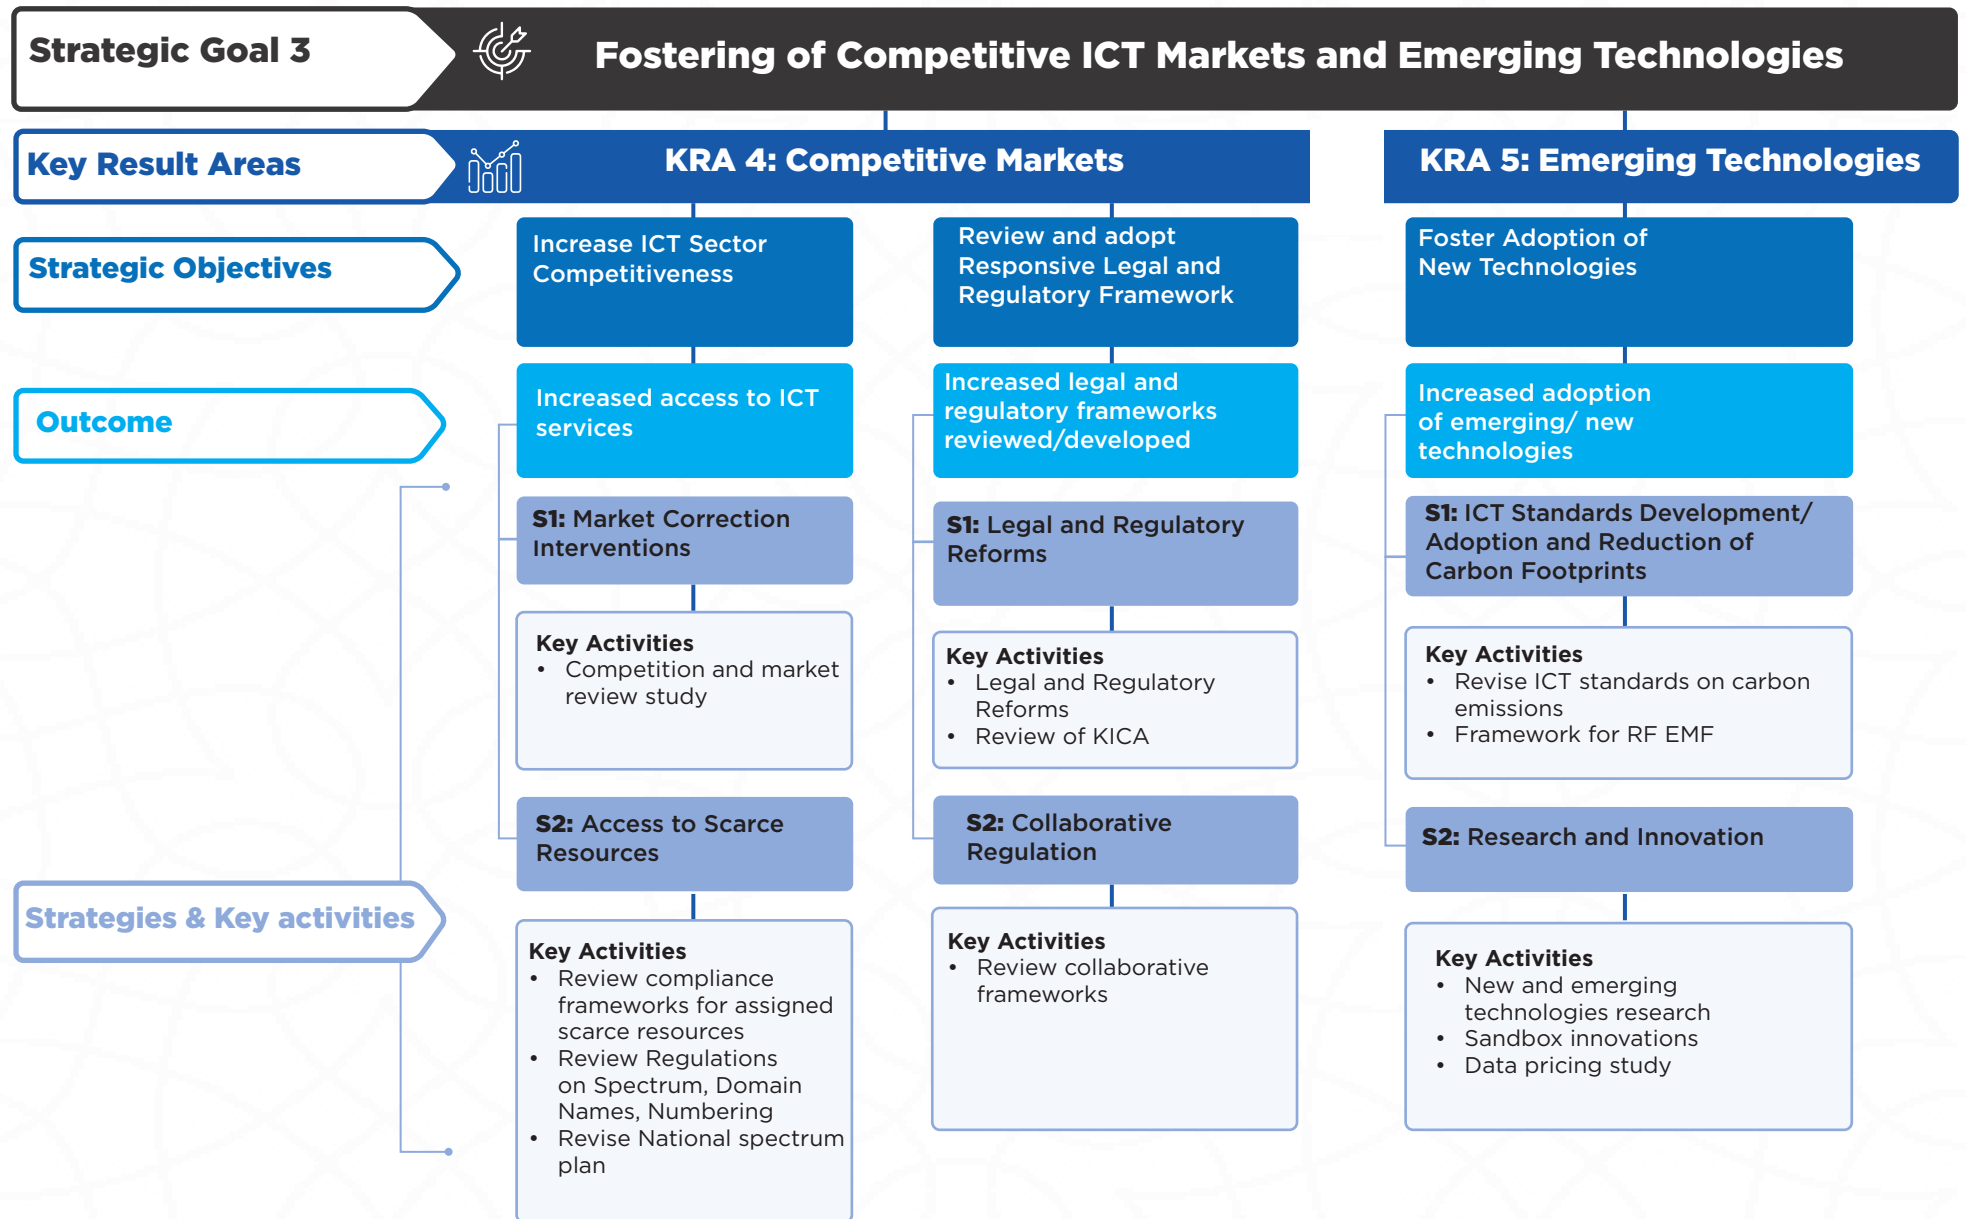 Strategic Goal 3
Fostering of Competitive ICT Markets and Emerging Technologies
Key Result Areas
KRA 4: Competitive Markets
KRA 5: Emerging Technologies
Strategic Objectives
Increase ICT Sector
Competitiveness
Review and adopt
Responsive Legal and
Regulatory Framework
Foster Adoption of
New Technologies
Outcome
Increased access to ICT
services
Increased legal and
regulatory frameworks
reviewed/developed
Increased adoption
of emerging/ new
technologies
Strategies & Key activities
S1: Market Correction
Interventions
Key Activities
• Competition and market
review study
S2: Access to Scarce
Resources
Key Activities
• Review compliance
frameworks for assigned
scarce resources
• Review Regulations
on Spectrum, Domain
Names, Numbering
• Revise National spectrum
plan
S1: Legal and Regulatory
Reforms
Key Activities
• Legal and Regulatory
Reforms
• Review of KICA
S2: Collaborative
Regulation
Key Activities
• Review collaborative
frameworks
S1: ICT Standards Development/
Adoption and Reduction of
Carbon Footprints
Key Activities
• Revise ICT standards on carbon
emissions
• Framework for RF EMF
S2: Research and Innovation
Key Activities
• New and emerging
technologies research
• Sandbox innovations
• Data pricing study